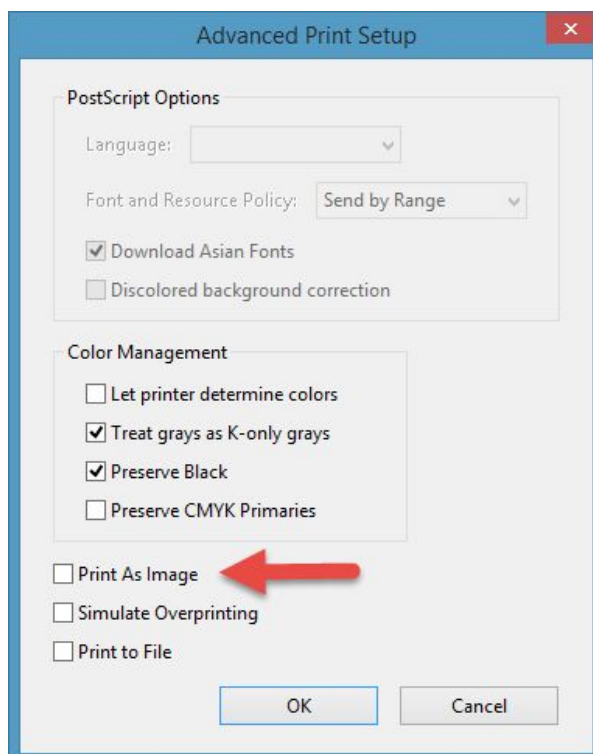 Advanced Print Setup
PostScript Options
Language:
Font and Resource Policy: Send by Range
Download Asian Fonts
Discolored background correction
Color Management
Let printer determine colors
Treat grays as K-only grays
Preserve Black
Preserve CMYK Primaries
Print As Image
Simulate Overprinting
Print to File
OK Cancel